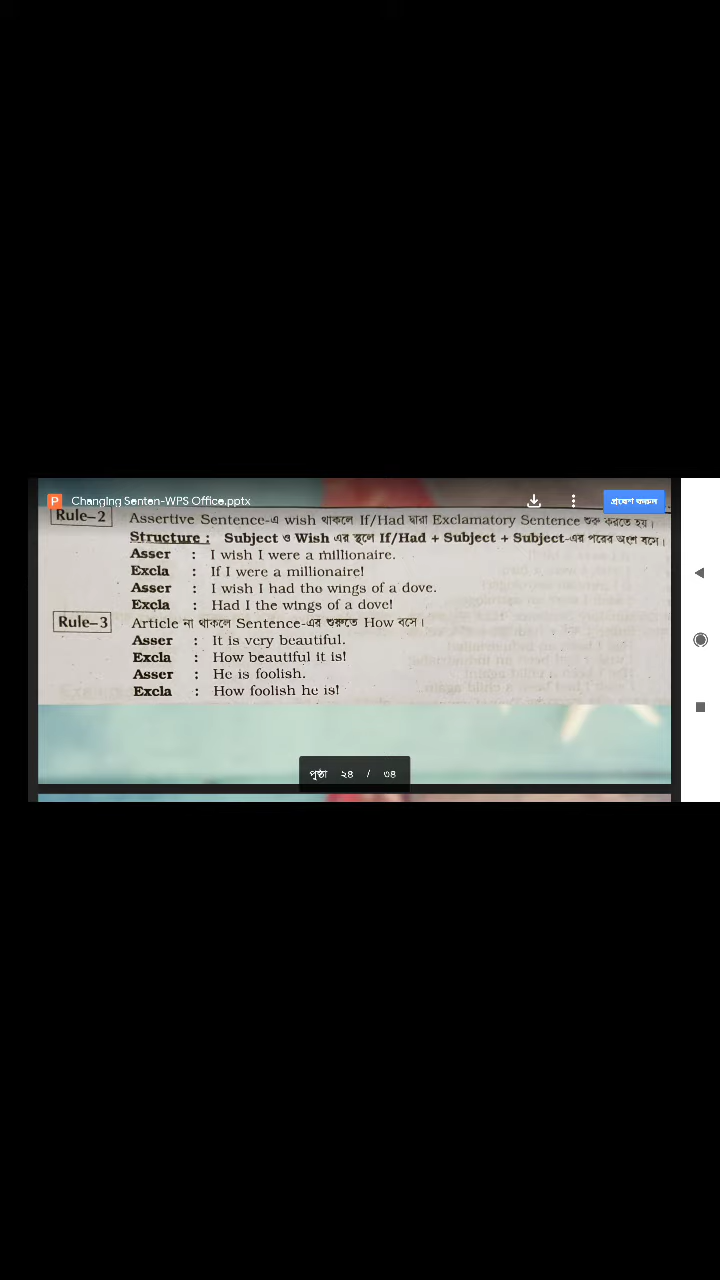 Changing Senten-WPS Office.pptx
প্রবেশ করুন
Rule–2 Assertive Sentence-এ wish থাকলে If/Had দ্বারা Exclamatory Sentence শুরু করতে হয়।
Structure : Subject ও Wish এর স্থলে If/Had + Subject + Subject-এর পরের অংশ বসে।
Asser : I wish I were a millionaire.
Excla : If I were a millionaire!
Asser : I wish I had the wings of a dove.
Excla : Had I the wings of a dove!
Rule–3 Article না থাকলে Sentence-এর শুরুতে How বসে।
Asser : It is very beautiful.
Excla : How beautiful it is!
Asser : He is foolish.
Excla : How foolish he is!
পৃষ্ঠা ২৪ / ৩৪